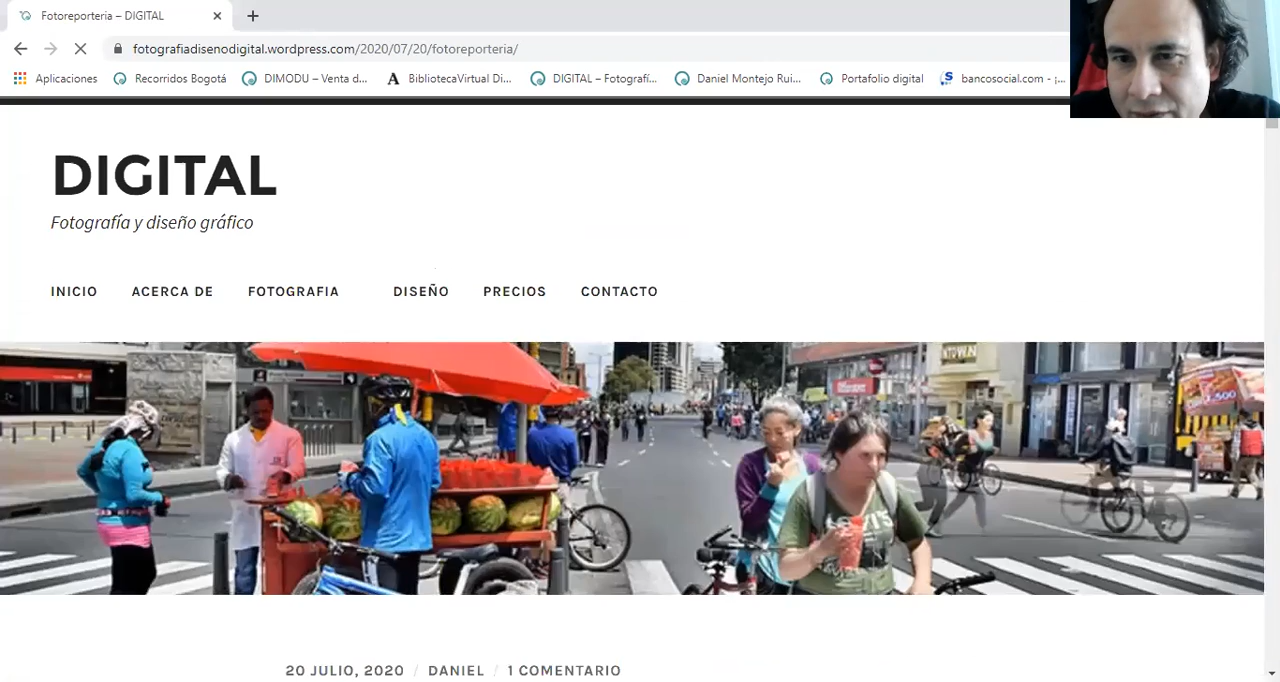 Fotoreporteria – DIGITAL
fotografiadisenodigital.wordpress.com/2020/07/20/fotoreporteria/
Aplicaciones Recorridos Bogotá DIMODU – Venta d... BibliotecaVirtual Di... DIGITAL – Fotografí... Daniel Montejo Rui... Portafolio digital bancosocial.com - ¡...
DIGITAL
Fotografía y diseño gráfico
INICIO ACERCA DE FOTOGRAFIA DISEÑO PRECIOS CONTACTO
20 JULIO, 2020 / DANIEL / 1 COMENTARIO